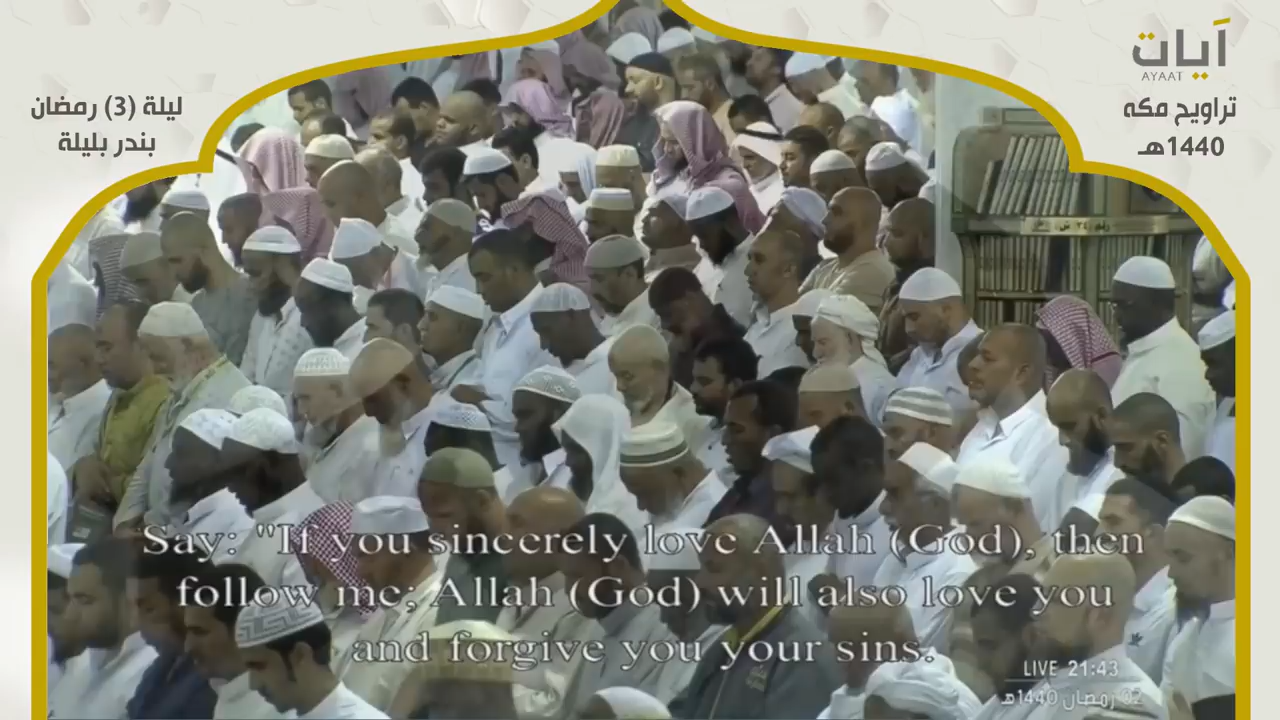 اَيات
AYAAT
تراويح مكه
1440هـ
ليلة (3) رمضان
بندر بليلة
Say: "If you sincerely love Allah (God), then
follow me; Allah (God) will also love you
and forgive you your sins.
LIVE 21:43
02 رمضان 1440هـ